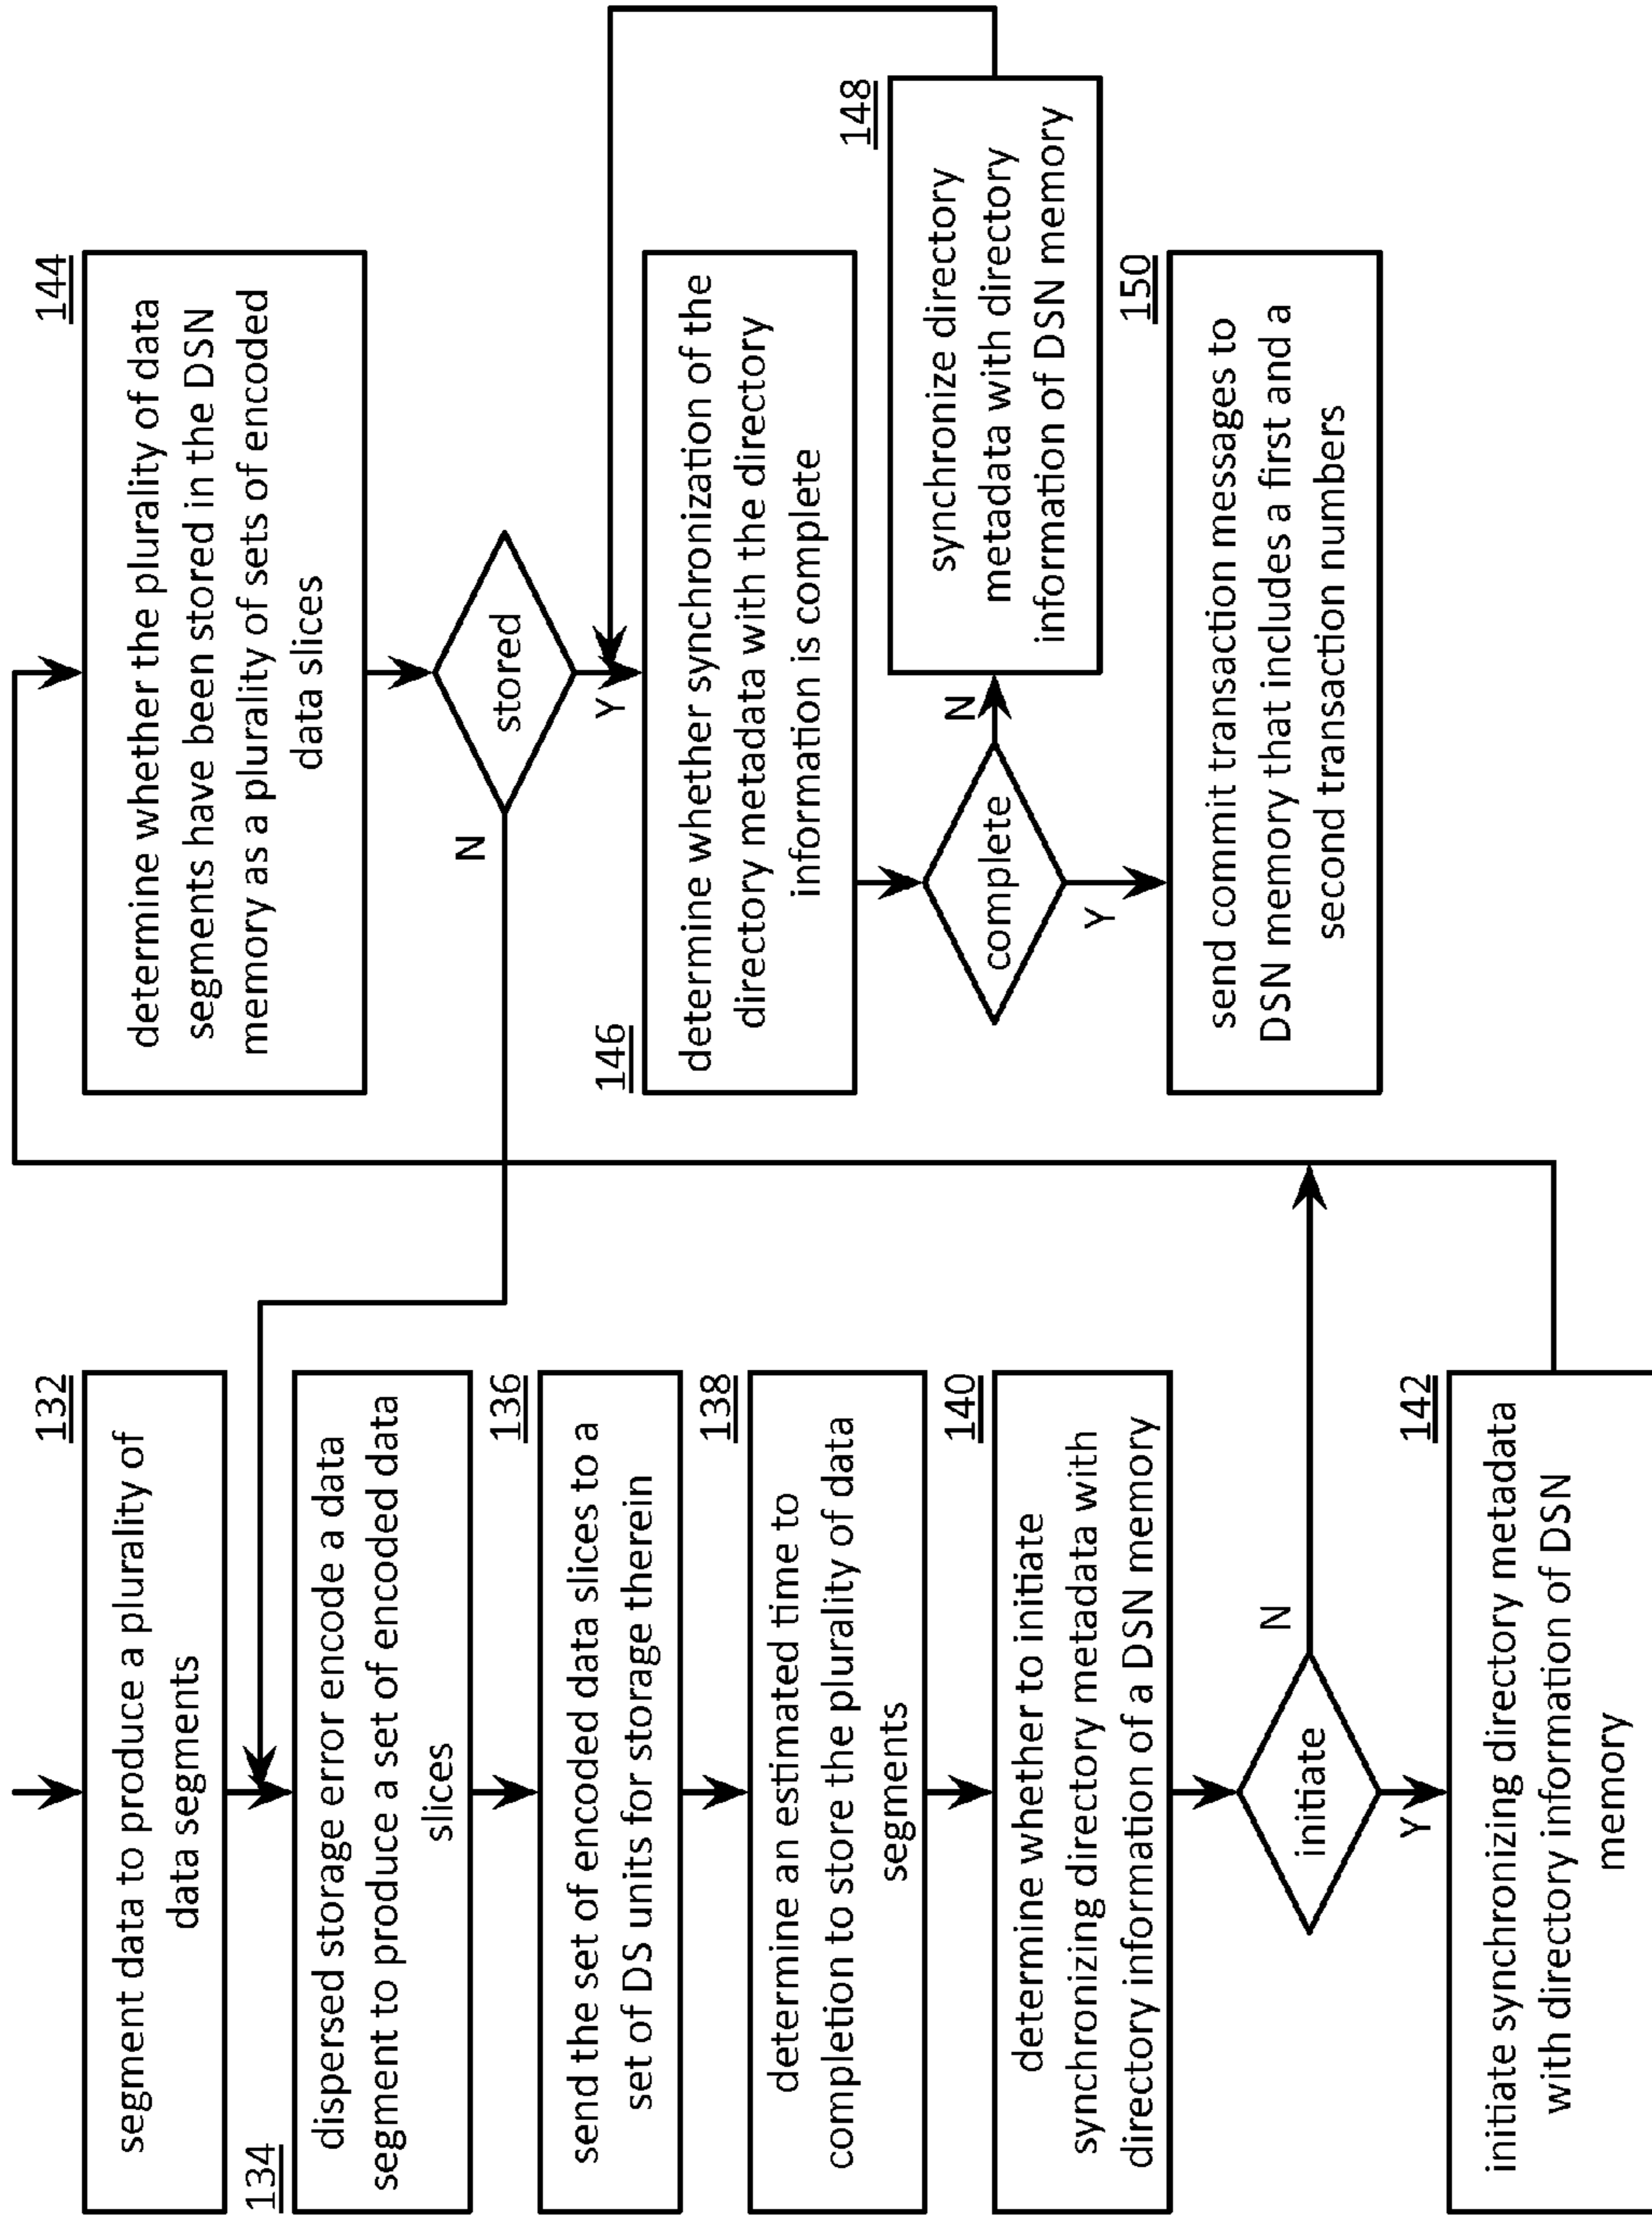 132
segment data to produce a plurality of
data segments
134
dispersed storage error encode a data
segment to produce a set of encoded data
slices
136
send the set of encoded data slices to a
set of DS units for storage therein
138
determine an estimated time to
completion to store the plurality of data
segments
140
determine whether to initiate
synchronizing directory metadata with
directory information of a DSN memory
initiate
N
Y
142
initiate synchronizing directory metadata
with directory information of DSN
memory
144
determine whether the plurality of data
segments have been stored in the DSN
memory as a plurality of sets of encoded
data slices
stored
N
Y
146
determine whether synchronization of the
directory metadata with the directory
information is complete
complete
N
Y
148
synchronize directory
metadata with directory
information of DSN memory
150
send commit transaction messages to
DSN memory that includes a first and a
second transaction numbers